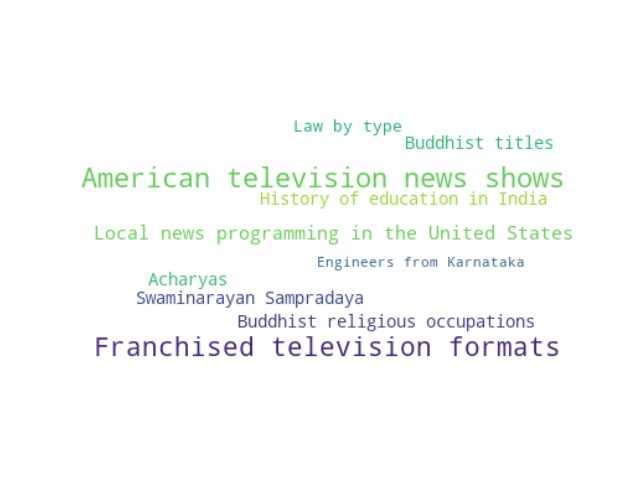 Law by type
Buddhist titles
American television news shows
History of education in India
Local news programming in the United States
Engineers from Karnataka
Acharyas
Swaminarayan Sampradaya
Buddhist religious occupations
Franchised television formats